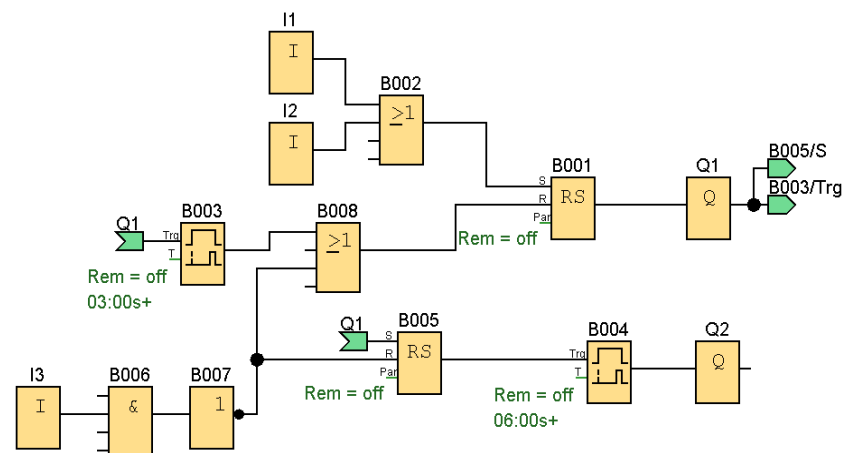 I1
I
B002
≥1
I2
I
B005/S
B001
S
R
Par
RS
Rem = off
Q1
Q
B003/Trg
Q1
B003
Trg
T
Rem = off
03:00s+
B008
≥1
Q1
B005
S
R
Par
RS
Rem = off
B004
Trg
T
Rem = off
06:00s+
Q2
Q
I3
I
B006
&
B007
1